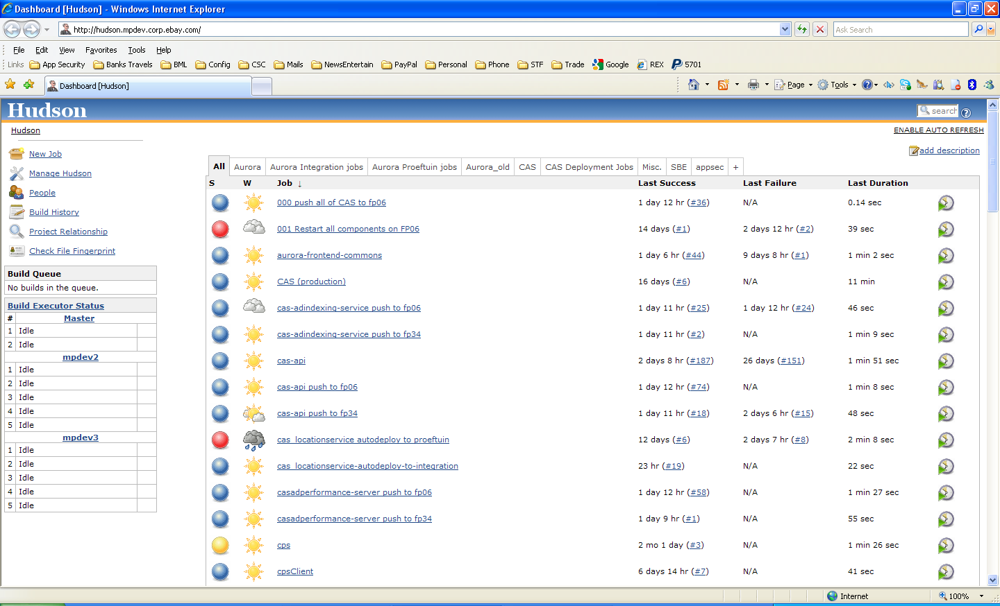 Dashboard [Hudson] - Windows Internet Explorer
http://hudson.mpdev.corp.ebay.com/
Ask Search
File Edit View Favorites Tools Help
Links App Security Banks Travels BML Config CSC Mails NewsEntertain PayPal Personal Phone STF Trade Google REX 5701
Dashboard [Hudson]
Page Tools
Hudson
search
Hudson
ENABLE AUTO REFRESH
New Job
Manage Hudson
People
Build History
Project Relationship
Check File Fingerprint
Build Queue
No builds in the queue.
Build Executor Status
# Master
1 Idle
2 Idle
mpdev2
1 Idle
2 Idle
3 Idle
4 Idle
5 Idle
mpdev3
1 Idle
2 Idle
3 Idle
4 Idle
5 Idle
add description
All Aurora Aurora Integration jobs Aurora Proeftuin jobs Aurora_old CAS CAS Deployment Jobs Misc. SBE appsec +
S W Job ↓ Last Success Last Failure Last Duration
000 push all of CAS to fp06 1 day 12 hr (#36) N/A 0.14 sec
001 Restart all components on FP06 14 days (#1) 2 days 12 hr (#2) 39 sec
aurora-frontend-commons 1 day 6 hr (#44) 9 days 8 hr (#1) 1 min 2 sec
CAS (production) 16 days (#6) N/A 11 min
cas-adindexing-service push to fp06 1 day 11 hr (#25) 1 day 12 hr (#24) 46 sec
cas-adindexing-service push to fp34 1 day 11 hr (#2) N/A 1 min 9 sec
cas-api 2 days 8 hr (#187) 26 days (#151) 1 min 51 sec
cas-api push to fp06 1 day 12 hr (#74) N/A 1 min 8 sec
cas-api push to fp34 1 day 11 hr (#18) 2 days 6 hr (#15) 48 sec
cas_locationservice autodeploy to proeftuin 12 days (#6) 2 days 7 hr (#8) 2 min 8 sec
cas_locationservice-autodeploy-to-integration 23 hr (#19) N/A 22 sec
casadperformance-server push to fp06 1 day 12 hr (#58) N/A 1 min 27 sec
casadperformance-server push to fp34 1 day 9 hr (#1) N/A 55 sec
cps 2 mo 1 day (#3) N/A 1 min 26 sec
cpsClient 6 days 14 hr (#7) N/A 41 sec
Internet 100%